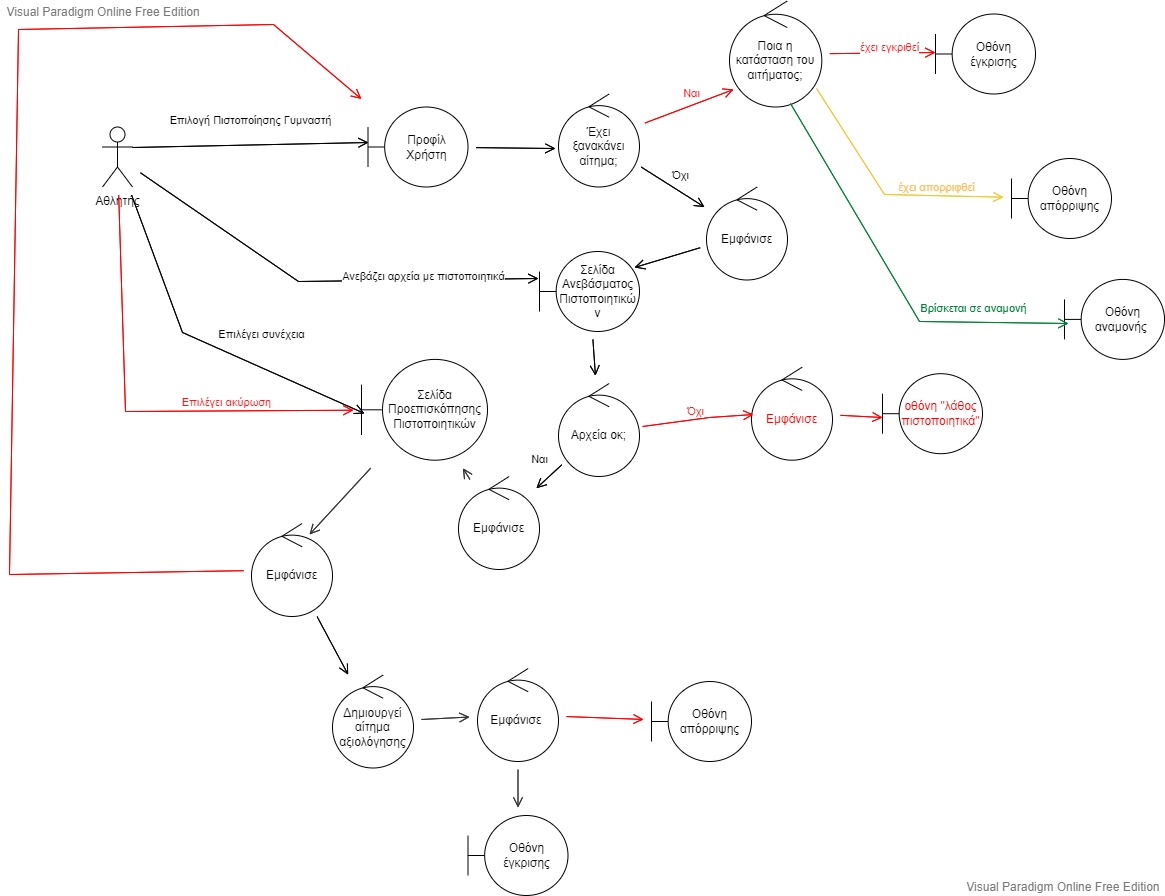 Visual Paradigm Online Free Edition
Ποια η
κατάσταση του
αιτήματος;
έχει εγκριθεί
Οθόνη
έγκρισης
Ναι
Επιλογή Πιστοποίησης Γυμναστή
Προφίλ
Χρήστη
Έχει
ξανακάνει
αίτημα;
Όχι
Αθλητής
έχει απορριφθεί
Οθόνη
απόρριψης
Εμφάνισε
Ανεβάζει αρχεία με πιστοποιητικά
Σελίδα
Ανεβάσματος
Πιστοποιητικώ
ν
Βρίσκεται σε αναμονή
Οθόνη
αναμονής
Επιλέγει συνέχεια
Επιλέγει ακύρωση
Σελίδα
Προεπισκόπησης
Πιστοποιητικών
Αρχεία οκ;
Όχι
Εμφάνισε
οθόνη "λάθος
πιστοποιητικά"
Ναι
Εμφάνισε
Εμφάνισε
Δημιουργεί
αίτημα
αξιολόγησης
Εμφάνισε
Οθόνη
απόρριψης
Οθόνη
έγκρισης
Visual Paradigm Online Free Edition